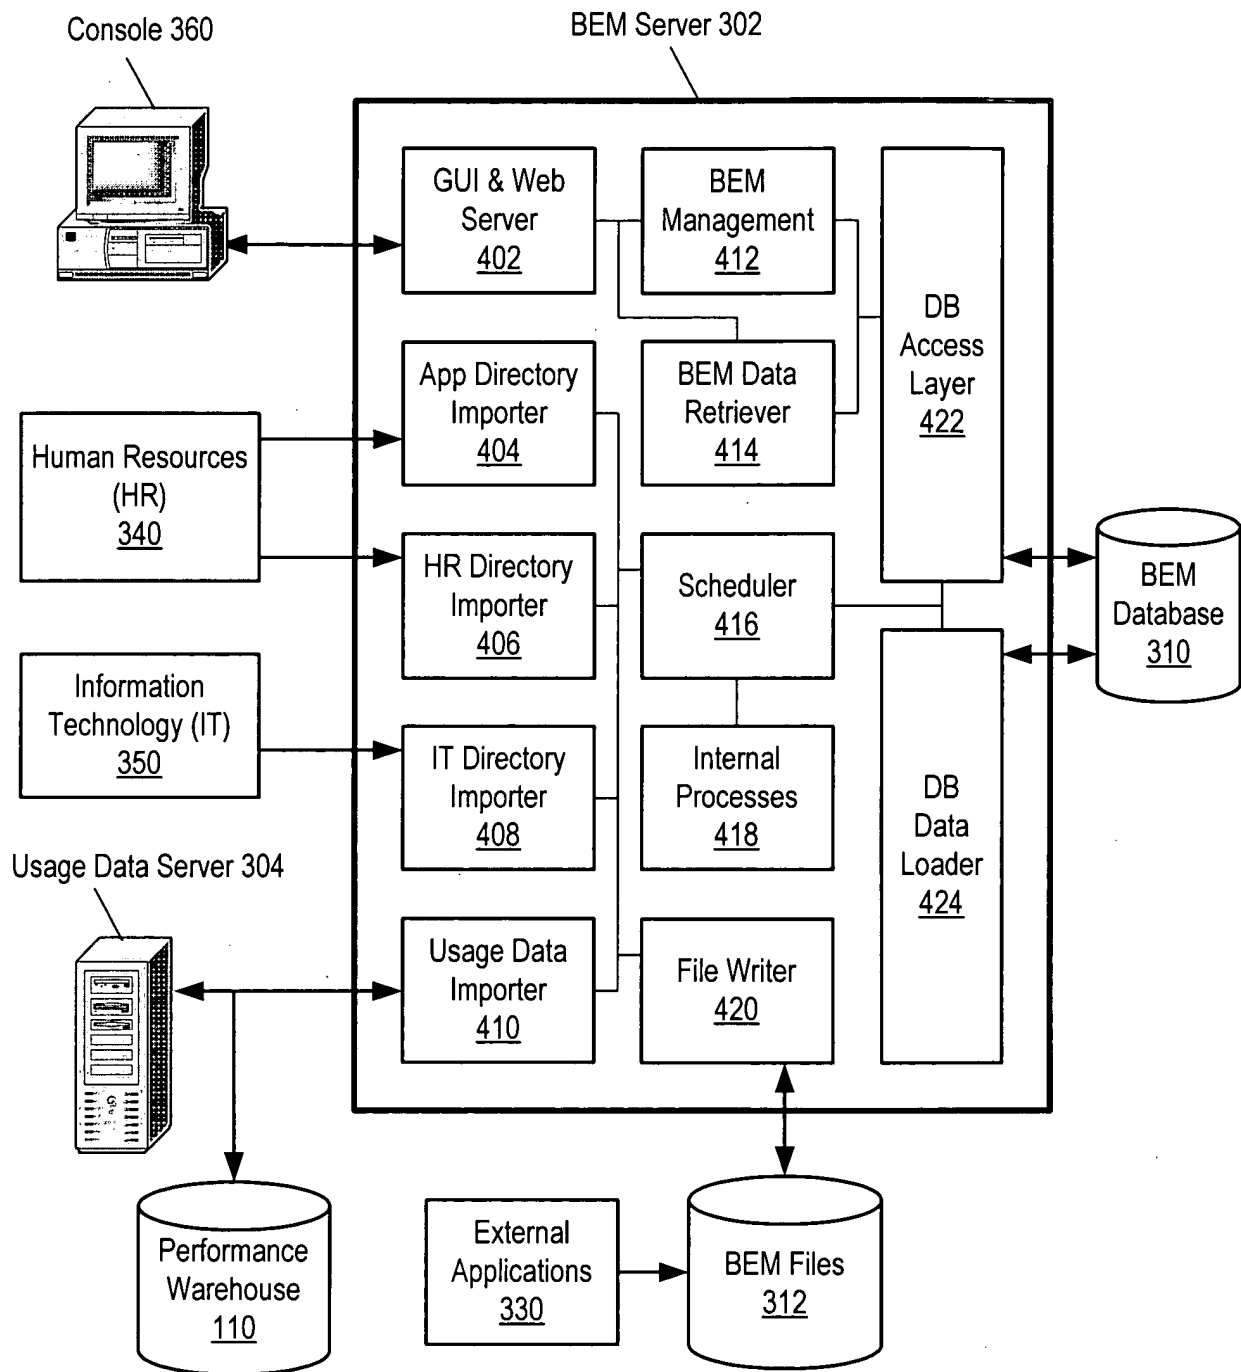 Console 360
BEM Server 302
GUI & Web
Server
402
BEM
Management
412
DB
Access
Layer
422
App Directory
Importer
404
BEM Data
Retriever
414
Human Resources
(HR)
340
HR Directory
Importer
406
Scheduler
416
BEM
Database
310
Information
Technology (IT)
350
IT Directory
Importer
408
Internal
Processes
418
DB
Data
Loader
424
Usage Data Server 304
Usage Data
Importer
410
File Writer
420
Performance
Warehouse
110
External
Applications
330
BEM Files
312